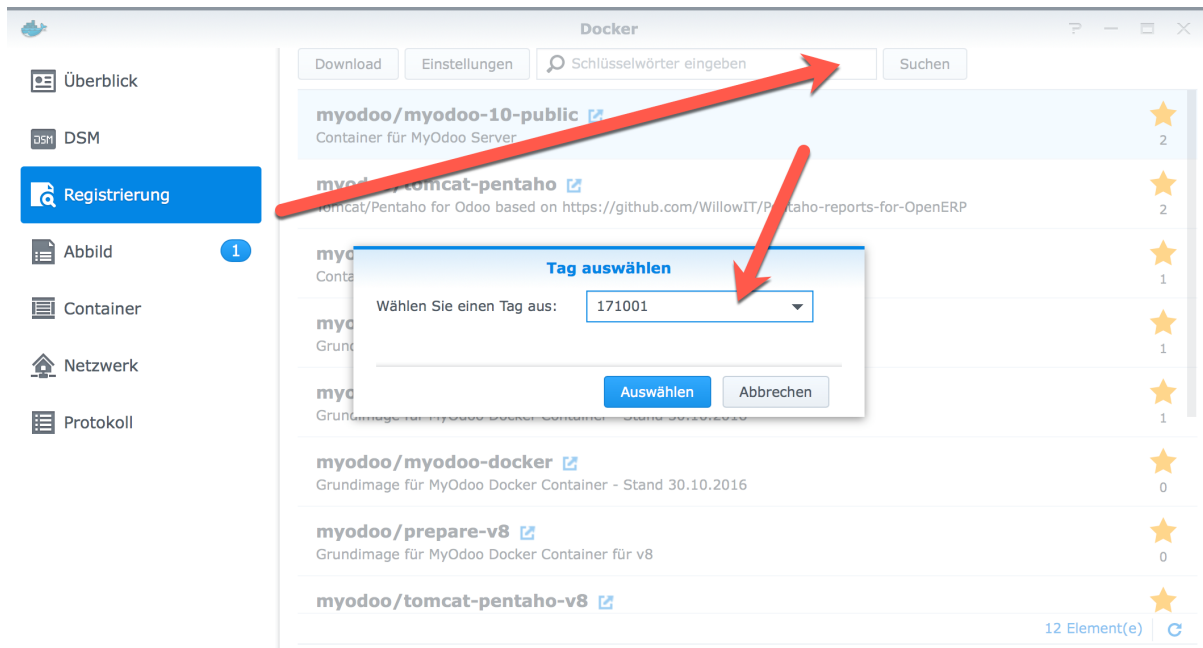 Docker
Überblick
DSM
DSM
Registrierung
Abbild
1
Container
Netzwerk
Protokoll
Download
Einstellungen
Schlüsselwörter eingeben
Suchen
myodoo/myodoo-10-public
Container für MyOdoo Server
2
myodoo/tomcat-pentaho
Tomcat/Pentaho for Odoo based on https://github.com/WillowIT/Pentaho-reports-for-OpenERP
2
1
1
Tag auswählen
Wählen Sie einen Tag aus:
171001
Auswählen
Abbrechen
Grundimage für MyOdoo Docker Container - Stand 30.10.2016
1
myodoo/myodoo-docker
Grundimage für MyOdoo Docker Container - Stand 30.10.2016
0
myodoo/prepare-v8
Grundimage für MyOdoo Docker Container für v8
0
myodoo/tomcat-pentaho-v8
12 Element(e)